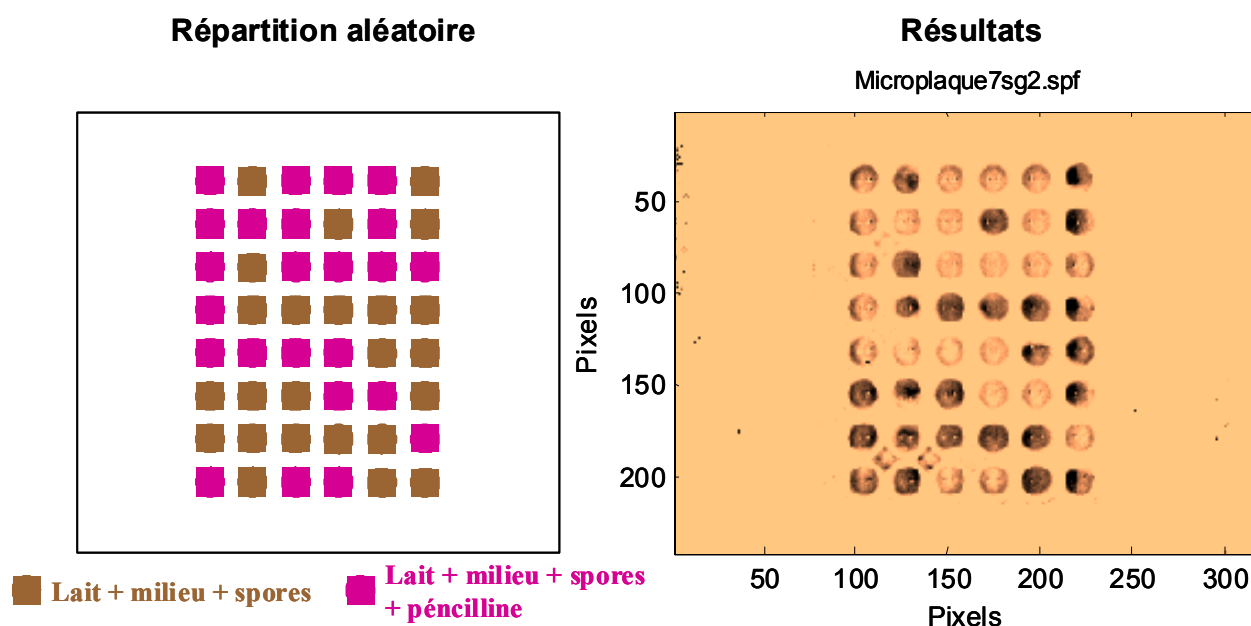 Répartition aléatoire
Résultats
Microplaque7sg2.spf
50
100
150
200
Pixels
50
100
150
200
250
300
Pixels
Lait + milieu + spores
Lait + milieu + spores
+ péncilline